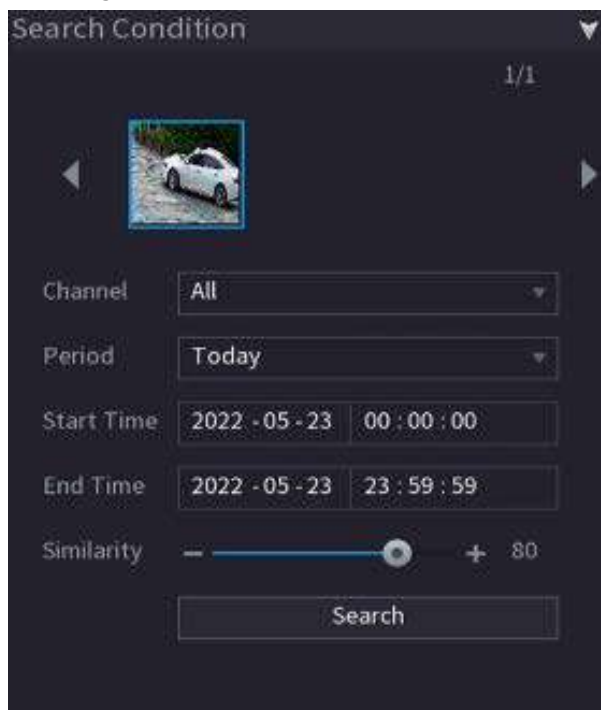 Search Condition
1/1
Channel All
Period Today
Start Time 2022 - 05 - 23 00 : 00 : 00
End Time 2022 - 05 - 23 23 : 59 : 59
Similarity 80
Search